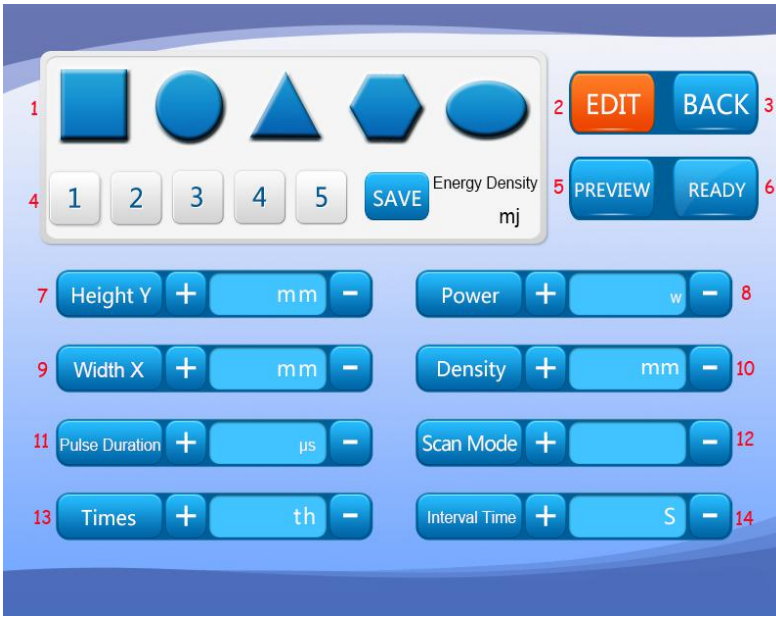 1
2 EDIT BACK 3
4 1 2 3 4 5 SAVE Energy Density
mj
5 PREVIEW READY 6
7 Height Y + mm -
Power + w - 8
9 Width X + mm -
Density + mm - 10
11 Pulse Duration + µs -
Scan Mode + - 12
13 Times + th -
Interval Time + S - 14